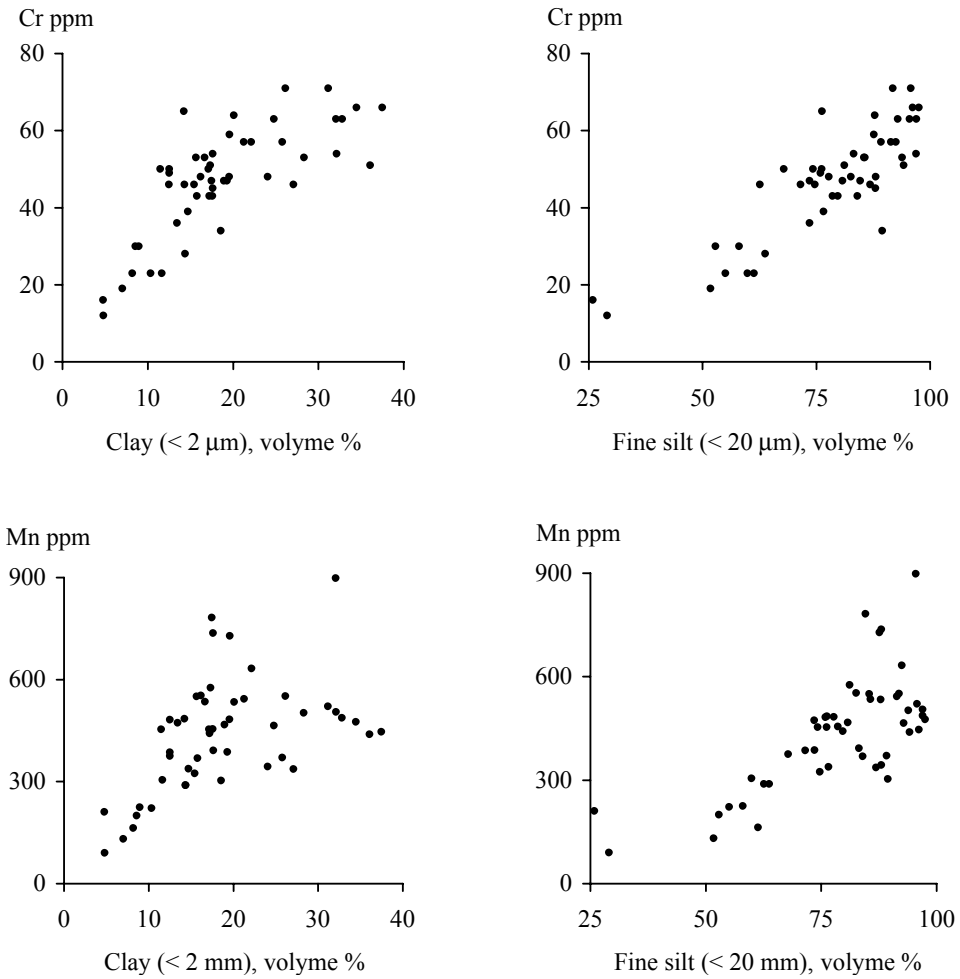 Cr ppm
80
60
40
20
0
0 10 20 30 40
Clay (< 2 μm), volyme %
Cr ppm
80
60
40
20
0
25 50 75 100
Fine silt (< 20 μm), volyme %
Mn ppm
900
600
300
0
0 10 20 30 40
Clay (< 2 mm), volyme %
Mn ppm
900
600
300
0
25 50 75 100
Fine silt (< 20 mm), volyme %